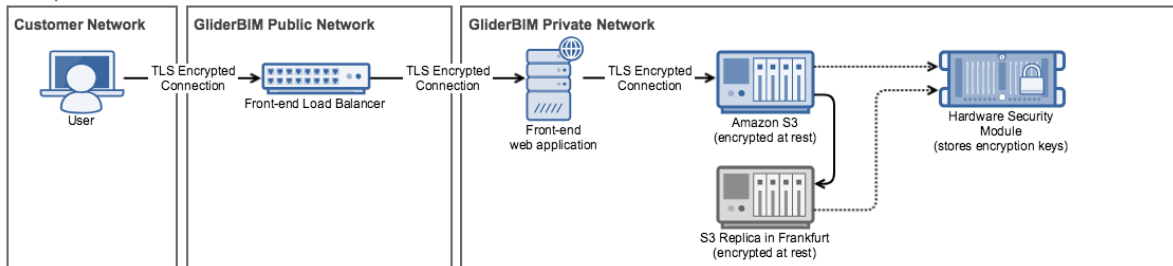 Customer Network
GliderBIM Public Network
GliderBIM Private Network
TLS Encrypted
Connection
TLS Encrypted
Connection
TLS Encrypted
Connection
User
Front-end Load Balancer
Front-end
web application
Amazon S3
(encrypted at rest)
Hardware Security
Module
(stores encryption keys)
S3 Replica in Frankfurt
(encrypted at rest)